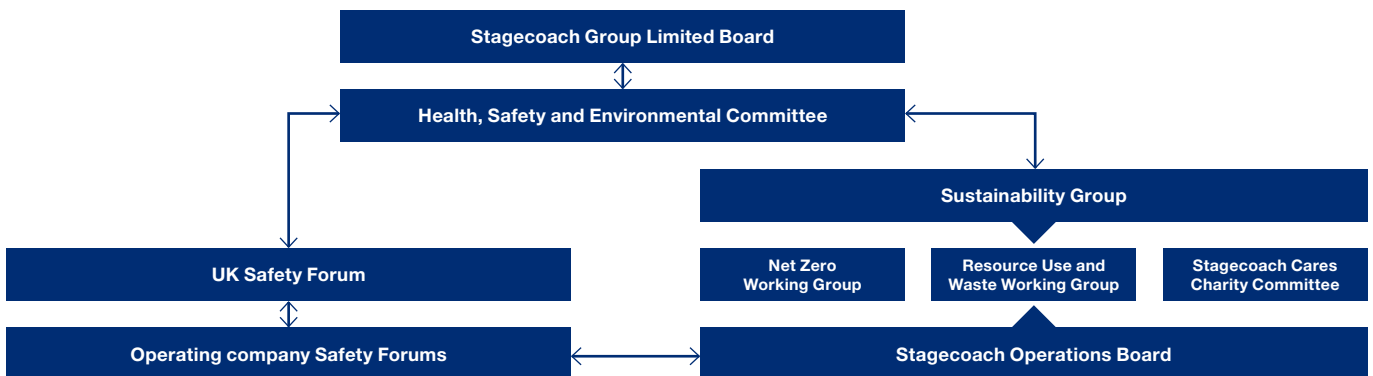 Stagecoach Group Limited Board
Health, Safety and Environmental Committee
Sustainability Group
UK Safety Forum
Net Zero
Working Group
Resource Use and
Waste Working Group
Stagecoach Cares
Charity Committee
Operating company Safety Forums
Stagecoach Operations Board